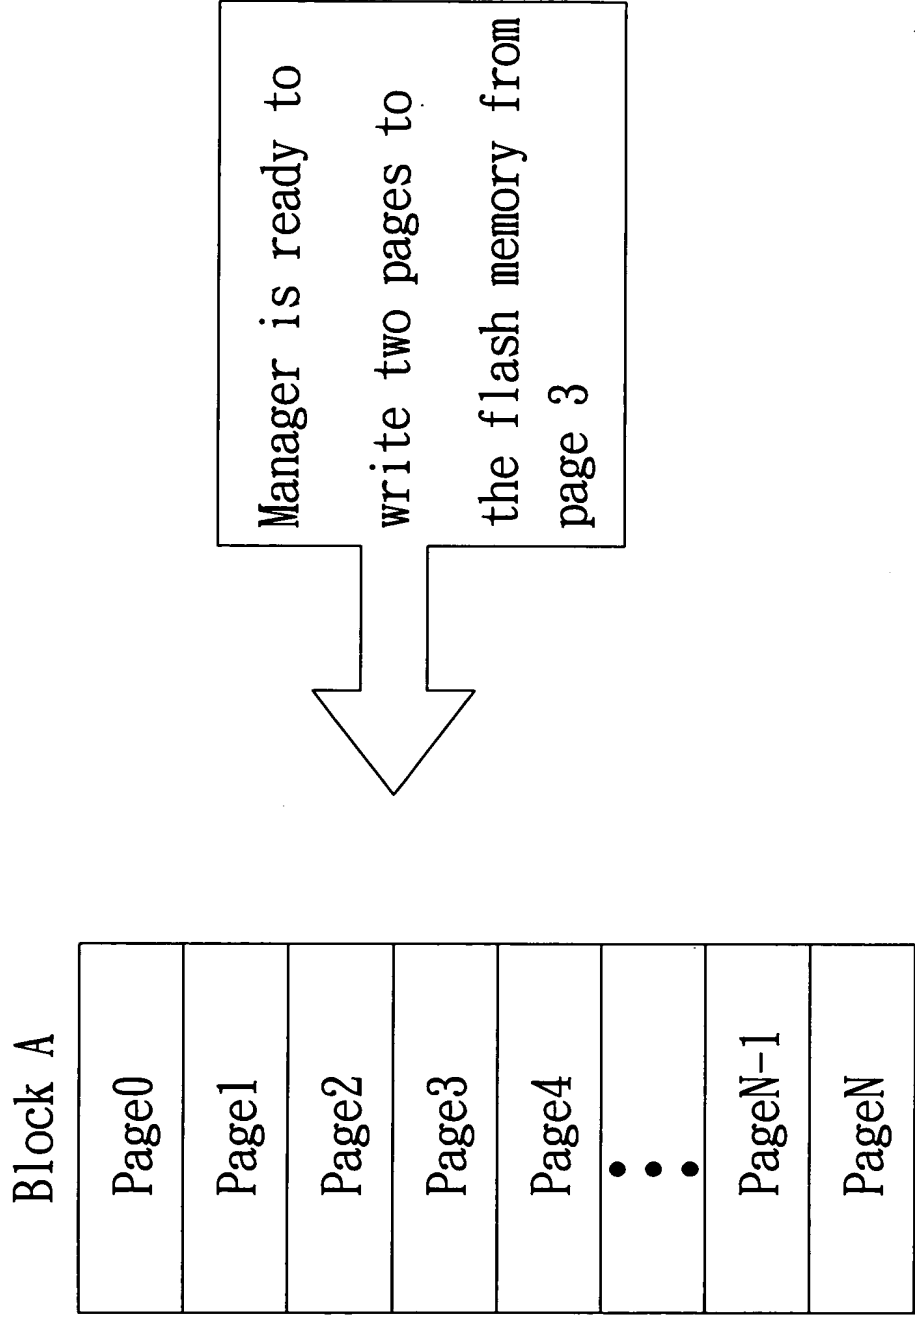 Block A
Page0
Page1
Page2
Page3
Page4
PageN-1
PageN
Manager is ready to
write two pages to
the flash memory from
page 3